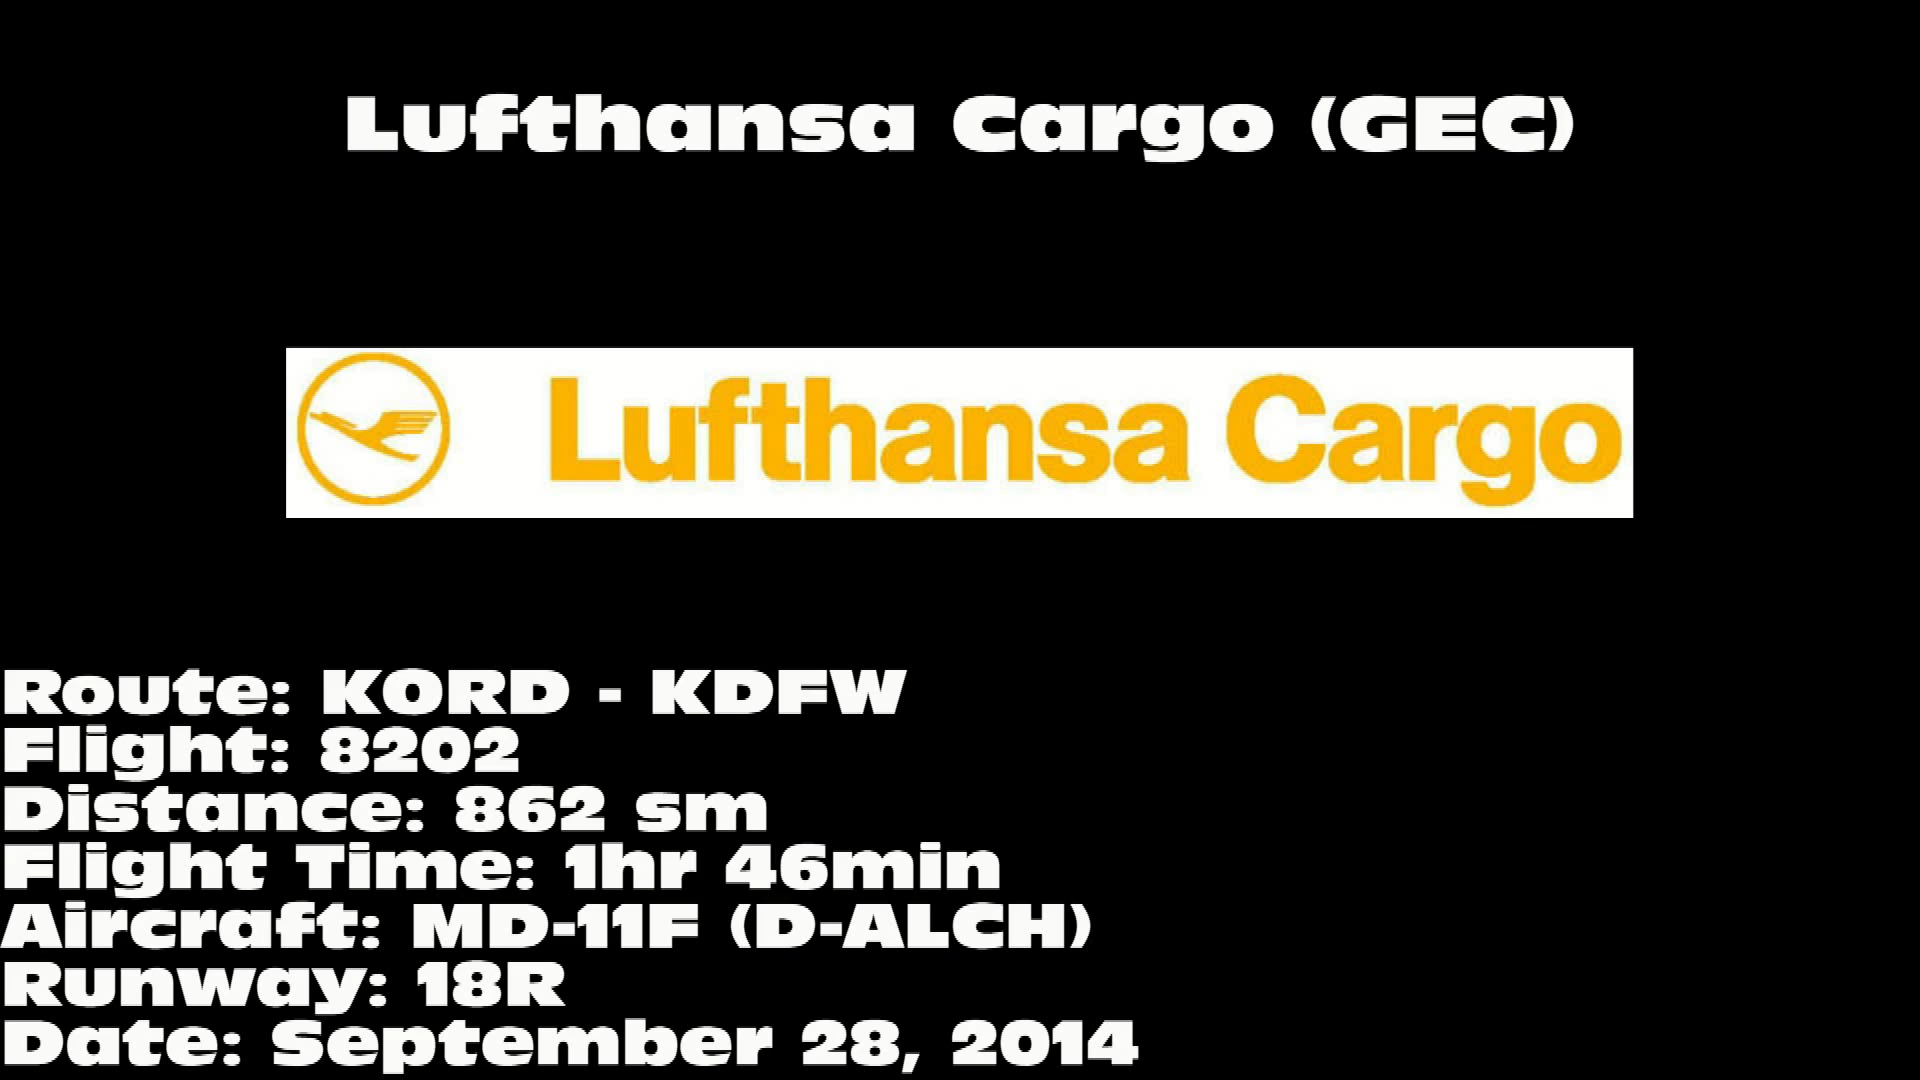 Lufthansa Cargo (GEC)
Lufthansa Cargo
Route: KORD - KDFW
Flight: 8202
Distance: 862 sm
Flight Time: 1hr 46min
Aircraft: MD-11F (D-ALCH)
Runway: 18R
Date: September 28, 2014